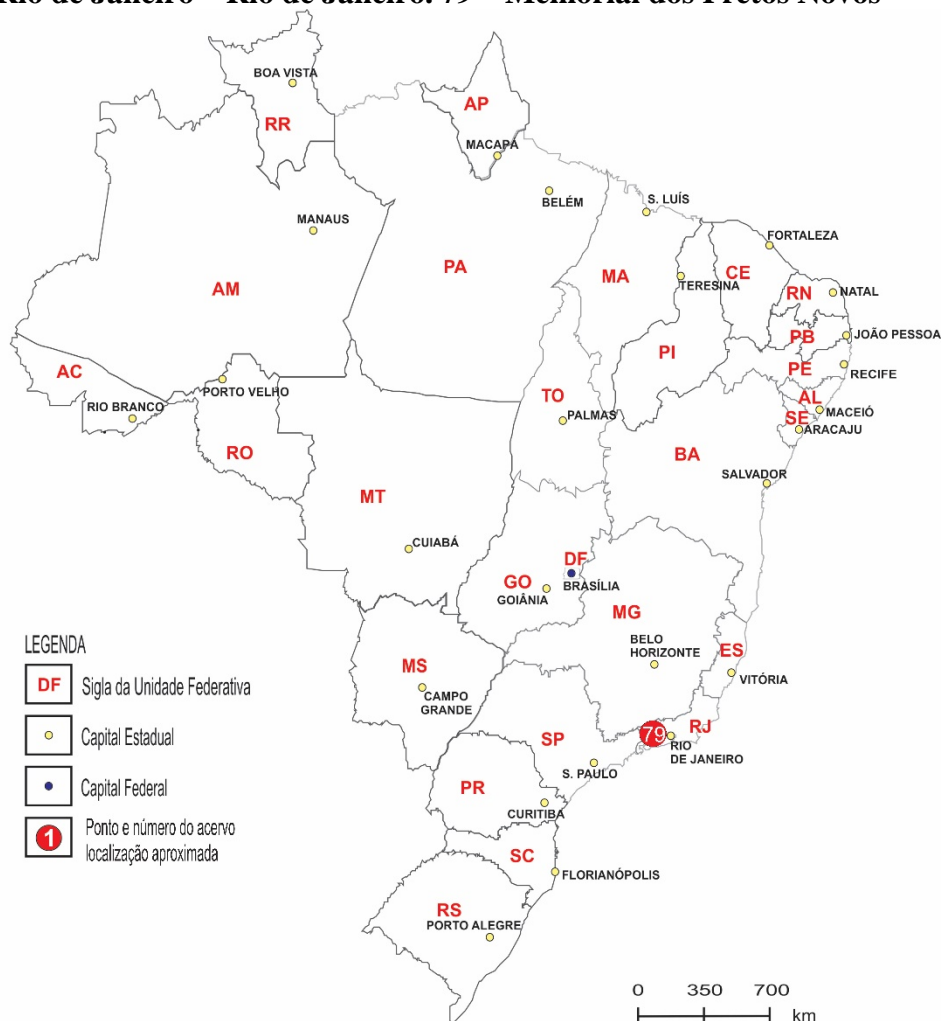 Rio de Janeiro – Rio de Janeiro. 79 – Memorial dos Pretos Novos
BOA VISTA
RR
AP
MACAPÁ
BELÉM
S. LUÍS
MANAUS
FORTALEZA
PA
MA
CE
TERESINA
AM
RN
NATAL
PB
JOÃO PESSOA
PI
PE
RECIFE
AC
PORTO VELHO
TO
AL
RIO BRANCO
PALMAS
MACEIÓ
SE
ARACAJU
RO
BA
SALVADOR
MT
CUIABÁ
DF
GO
BRASÍLIA
GOIÂNIA
MG
BELO
HORIZONTE
ES
VITÓRIA
MS
CAMPO
GRANDE
79
RJ
RIO
DE JANEIRO
SP
S. PAULO
PR
CURITIBA
SC
FLORIANÓPOLIS
RS
PORTO ALEGRE
LEGENDA
DF Sigla da Unidade Federativa
Capital Estadual
Capital Federal
1 Ponto e número do acervo
localização aproximada
0 350 700
km